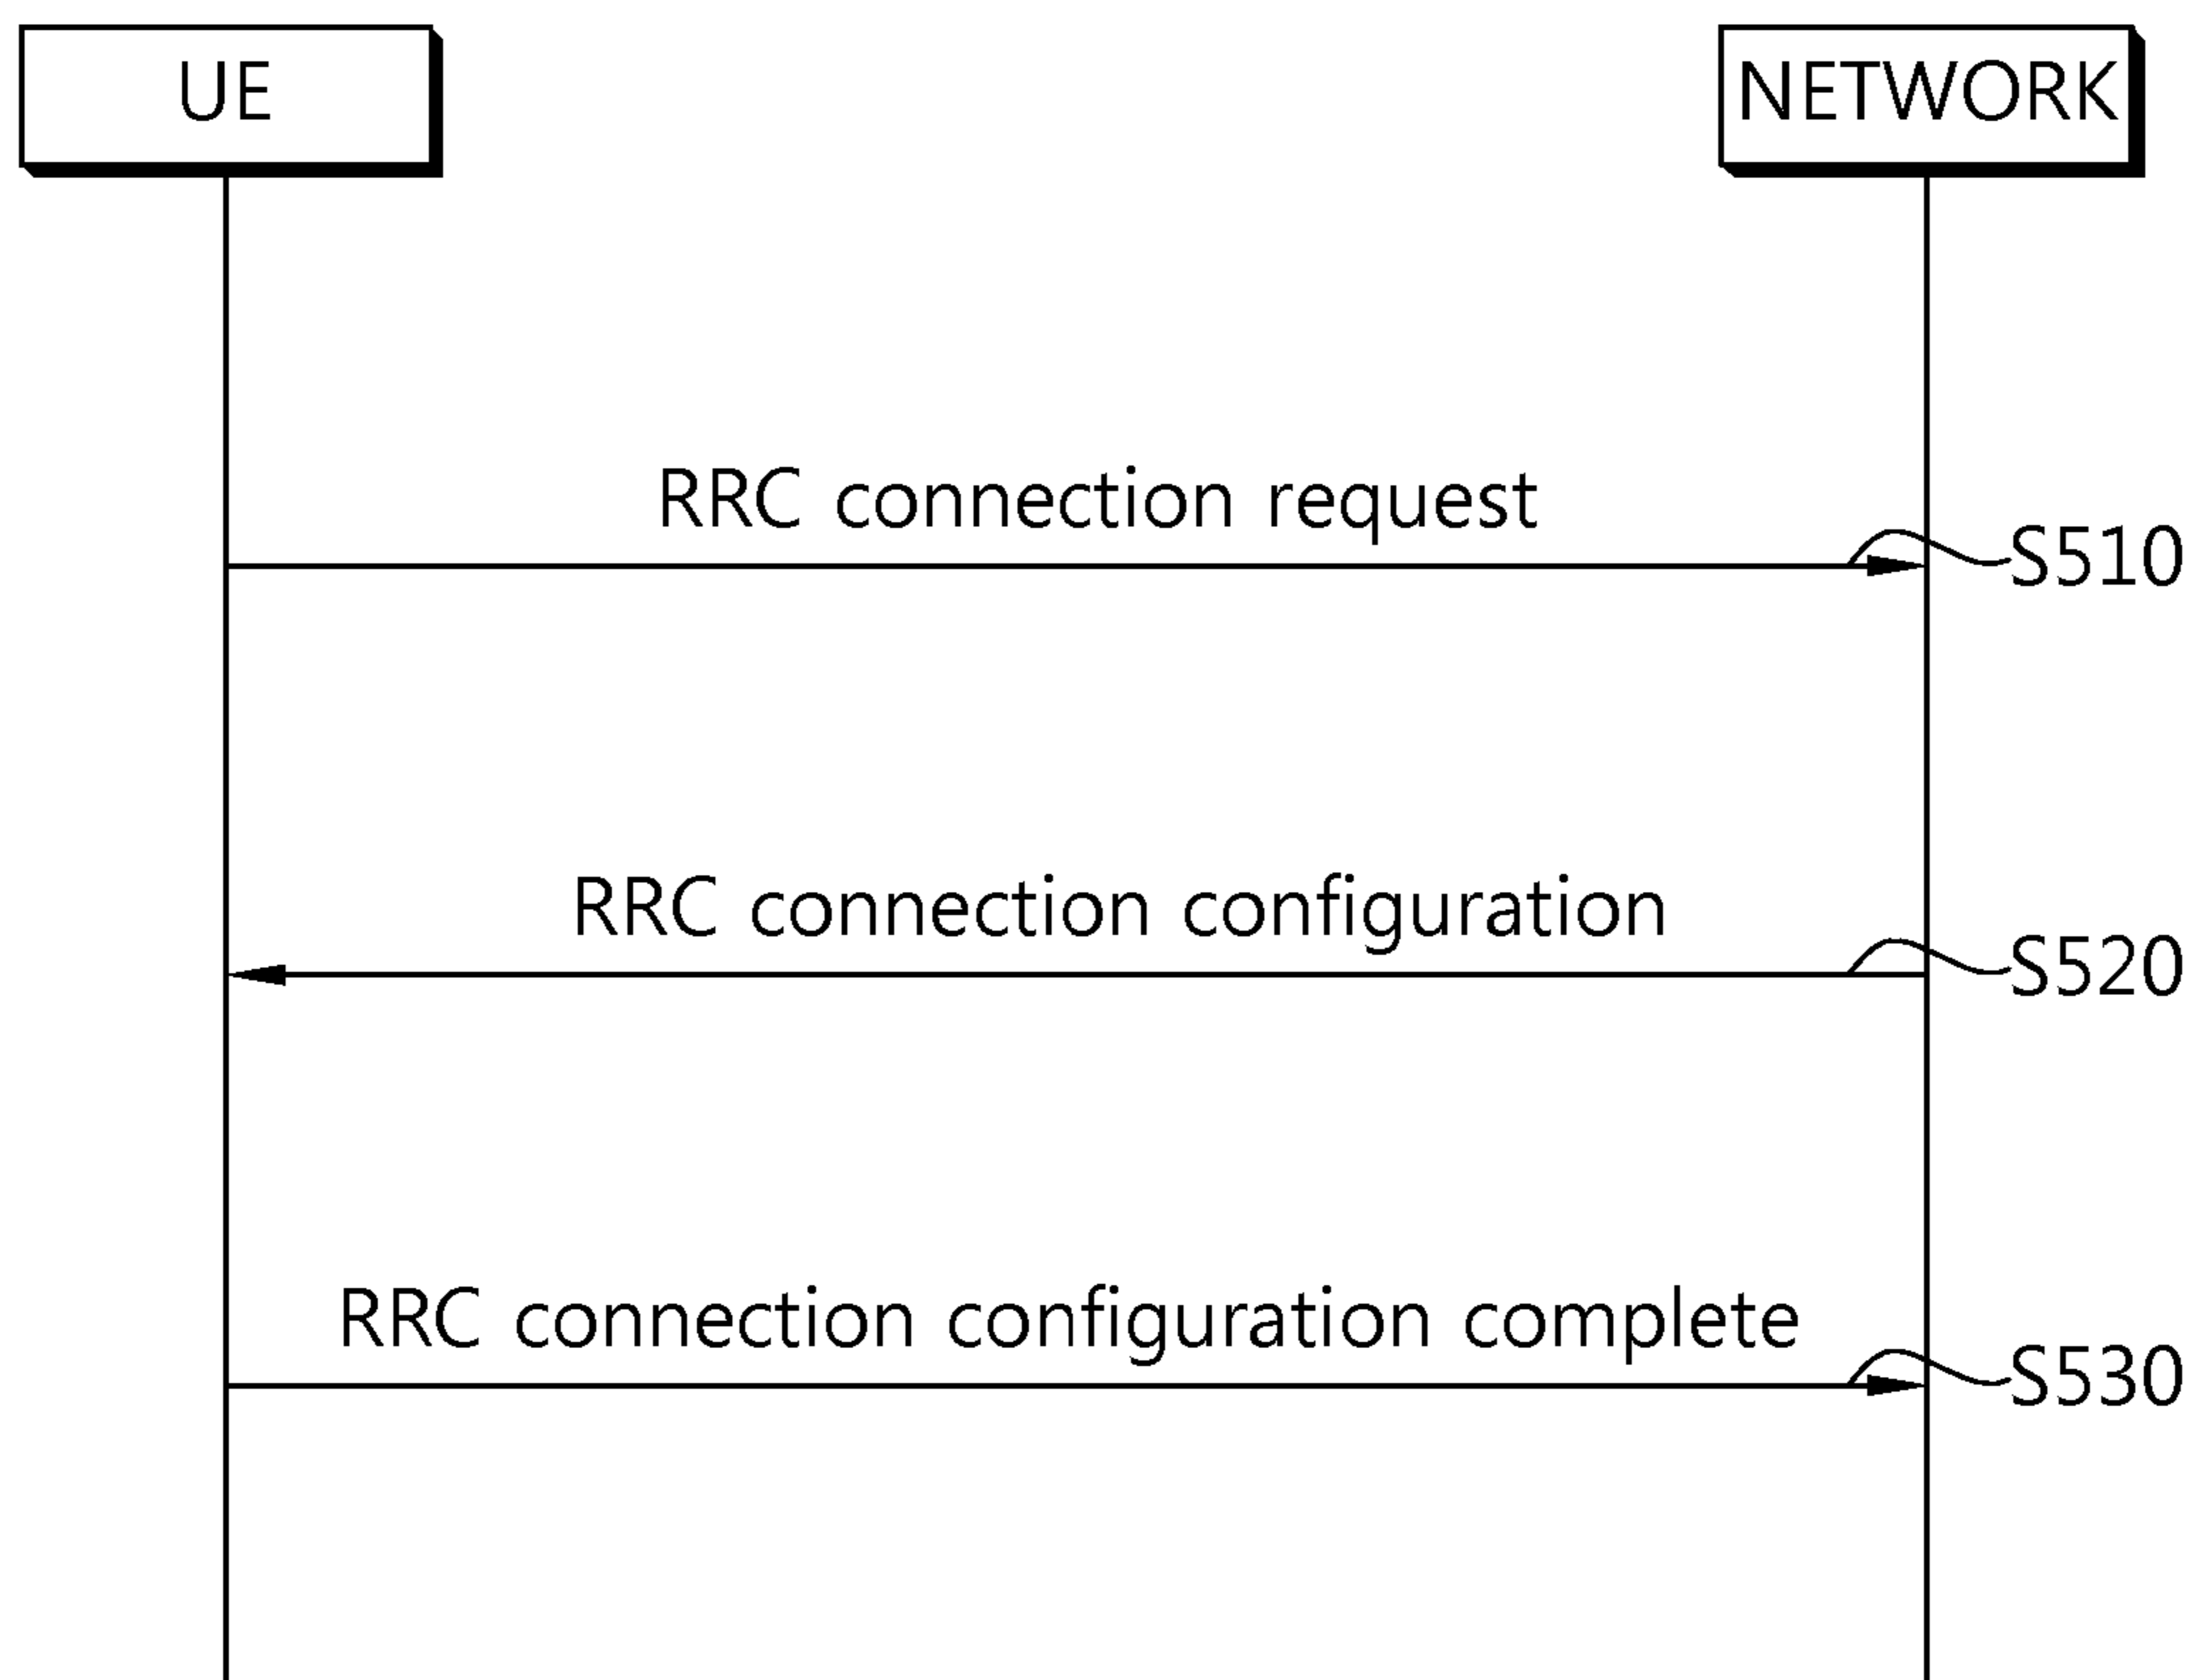 UE
NETWORK
RRC connection request
S510
RRC connection configuration
S520
RRC connection configuration complete
S530